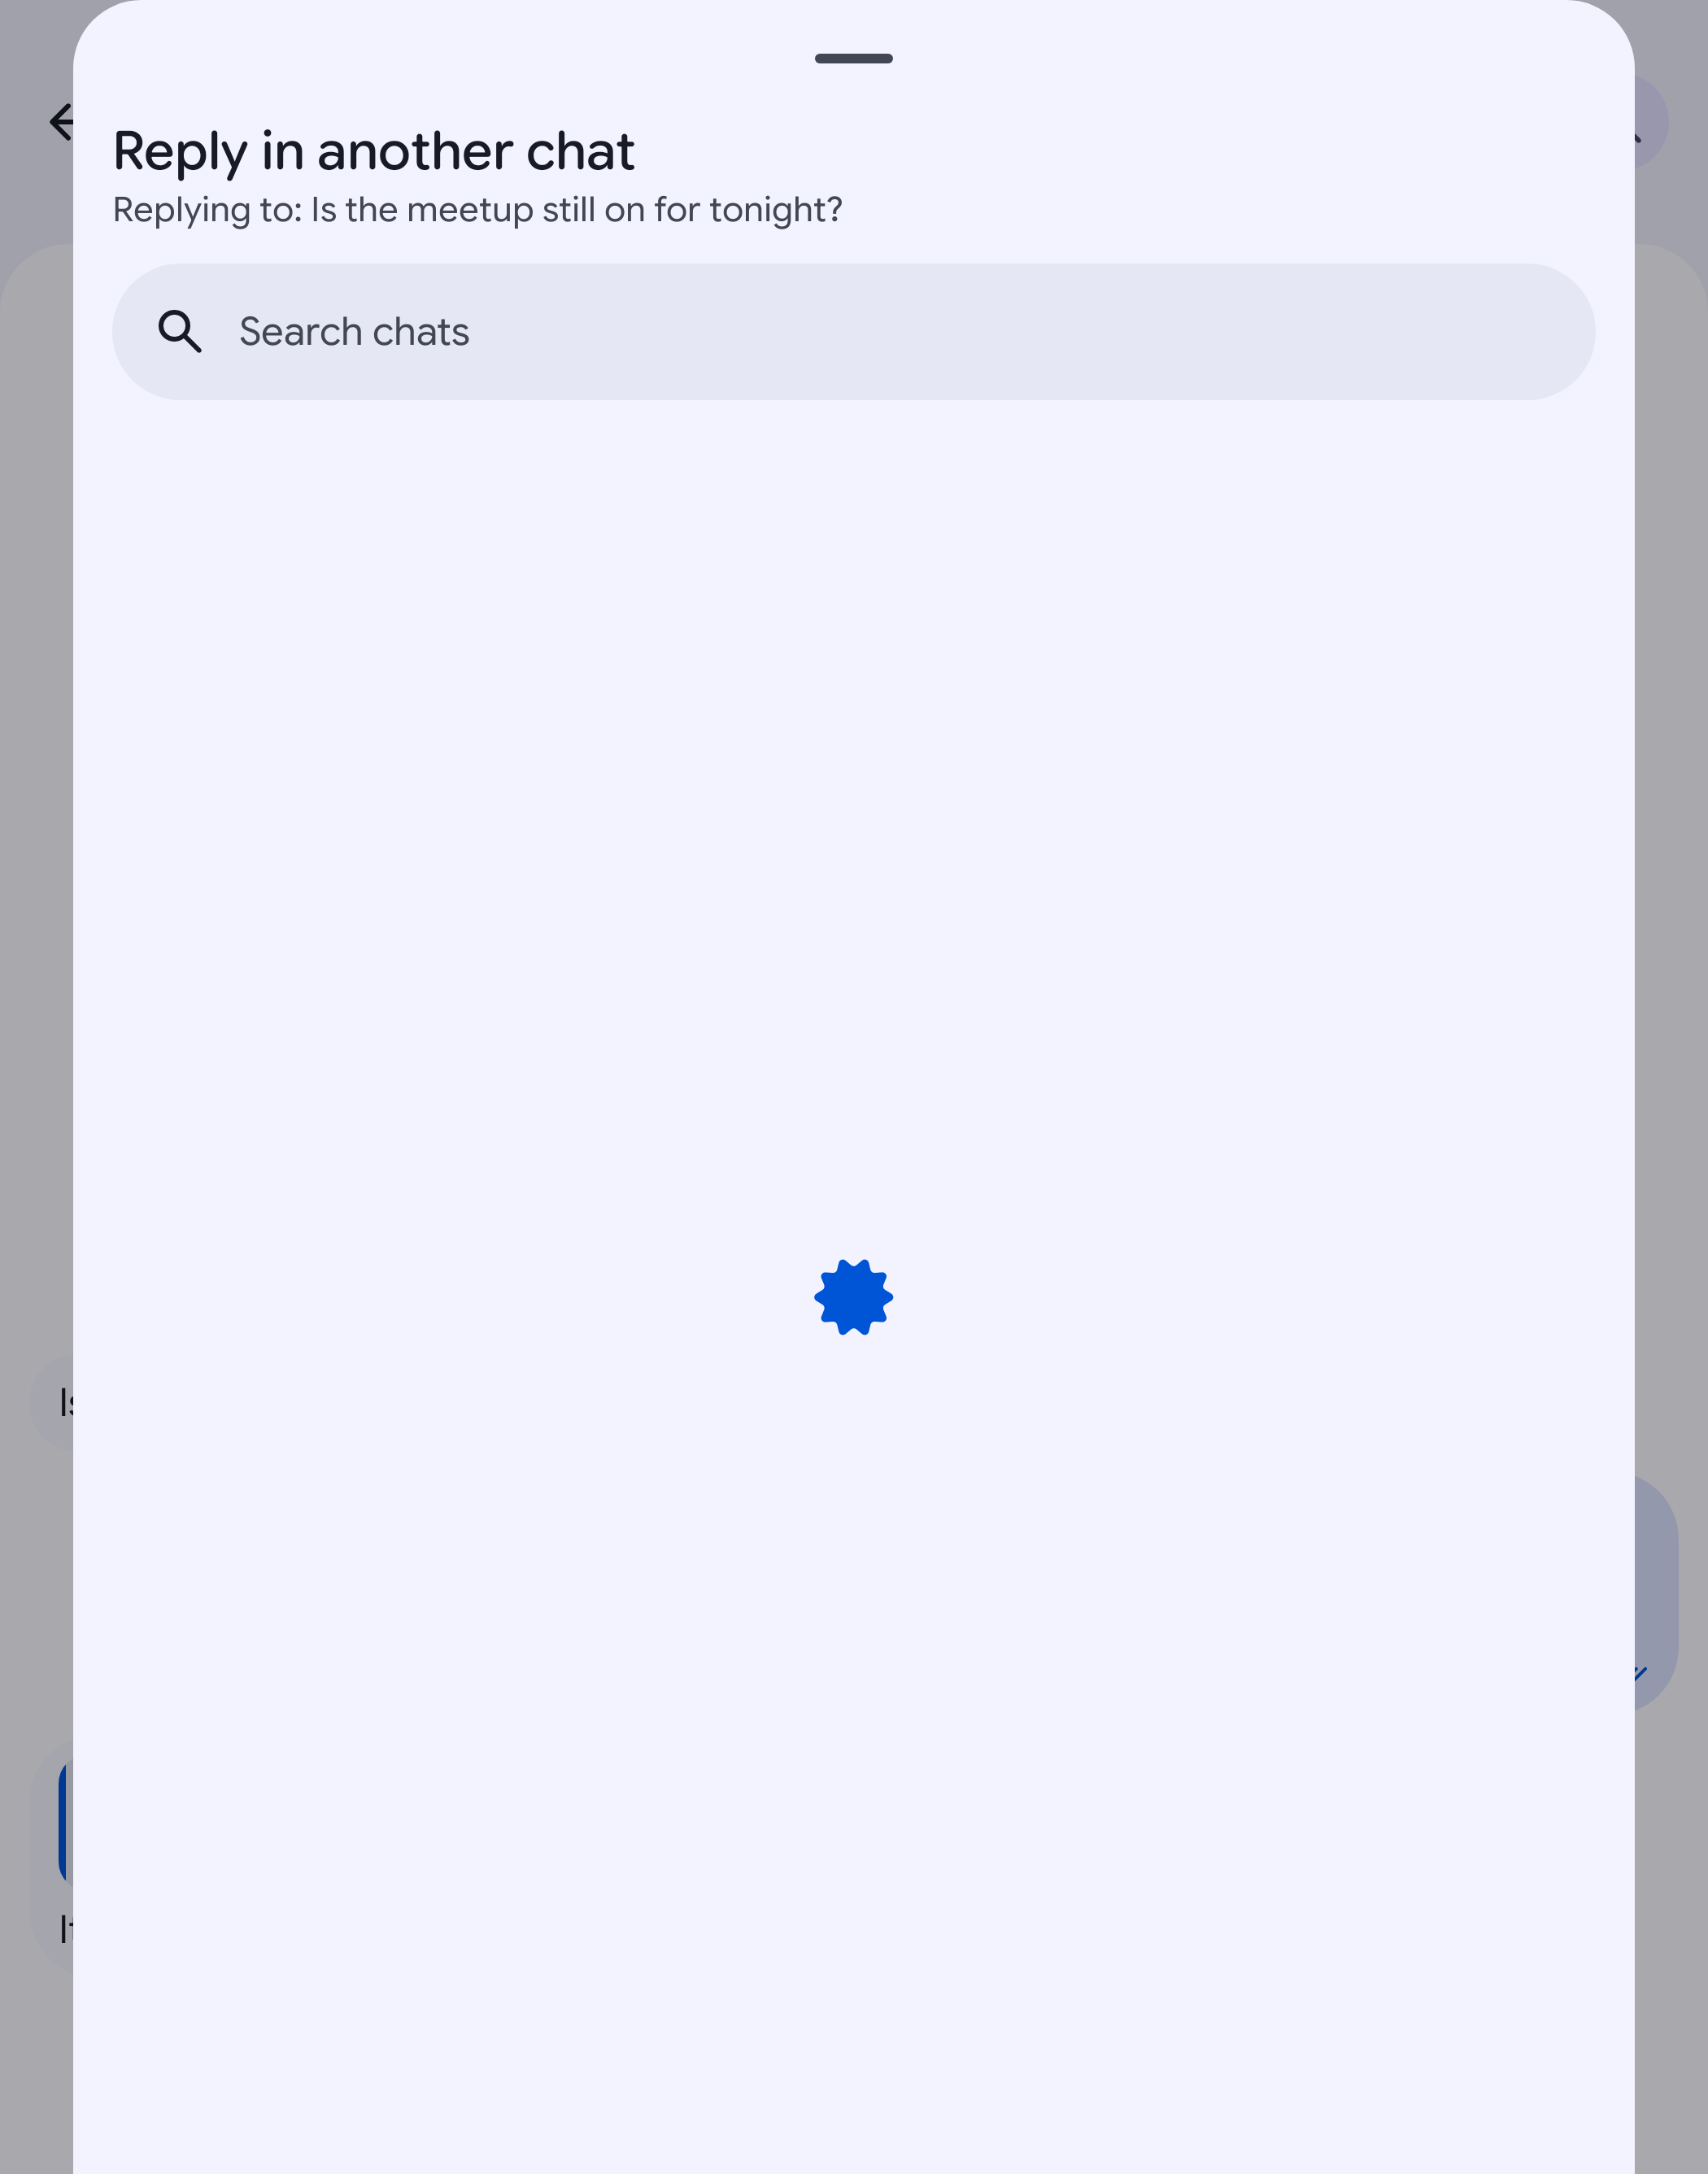 Reply in another chat
Replying to: Is the meetup still on for tonight?
Search chats